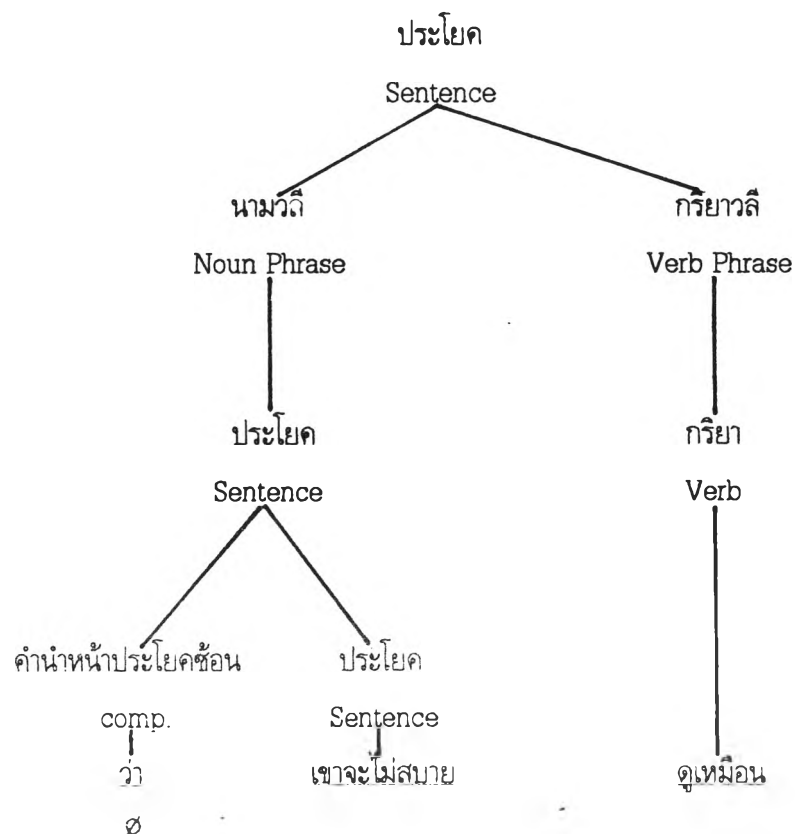 ประโยค
Sentence
นามวลี กริยาวลี
Noun Phrase Verb Phrase
ประโยค กริยา
Sentence Verb
คำนำหน้าประโยคซ้อน ประโยค
comp. Sentence
ว่า เขาจะไม่สบาย ดูเหมือน
∅